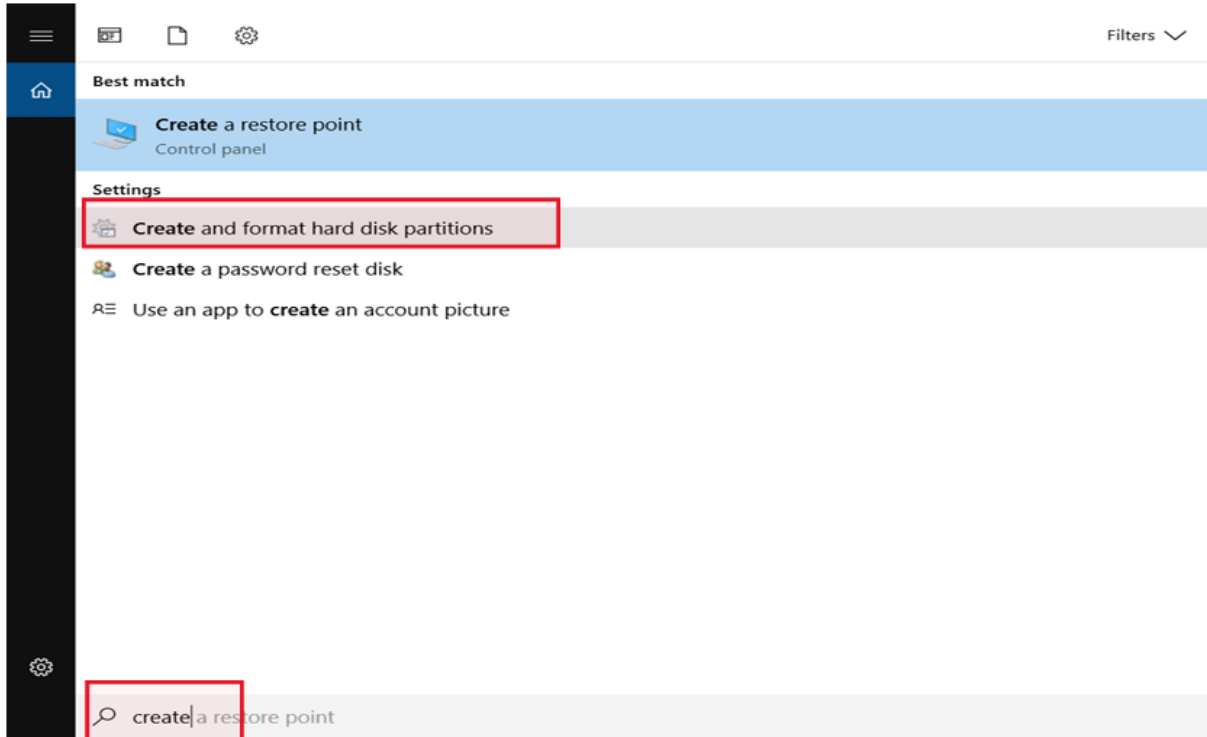 Filters
Best match
Create a restore point
Control panel
Settings
Create and format hard disk partitions
Create a password reset disk
Use an app to create an account picture
create a restore point